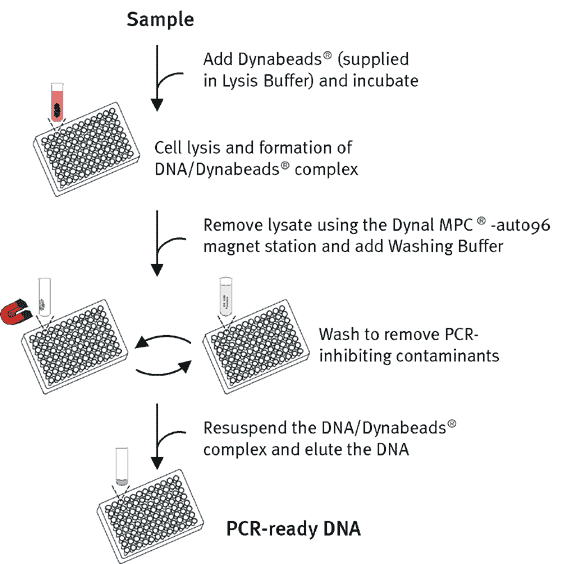 Sample
Add Dynabeads® (supplied
in Lysis Buffer) and incubate
Cell lysis and formation of
DNA/Dynabeads® complex
Remove lysate using the Dynal MPC® -auto96
magnet station and add Washing Buffer
Wash to remove PCR-
inhibiting contaminants
Resuspend the DNA/Dynabeads®
complex and elute the DNA
PCR-ready DNA